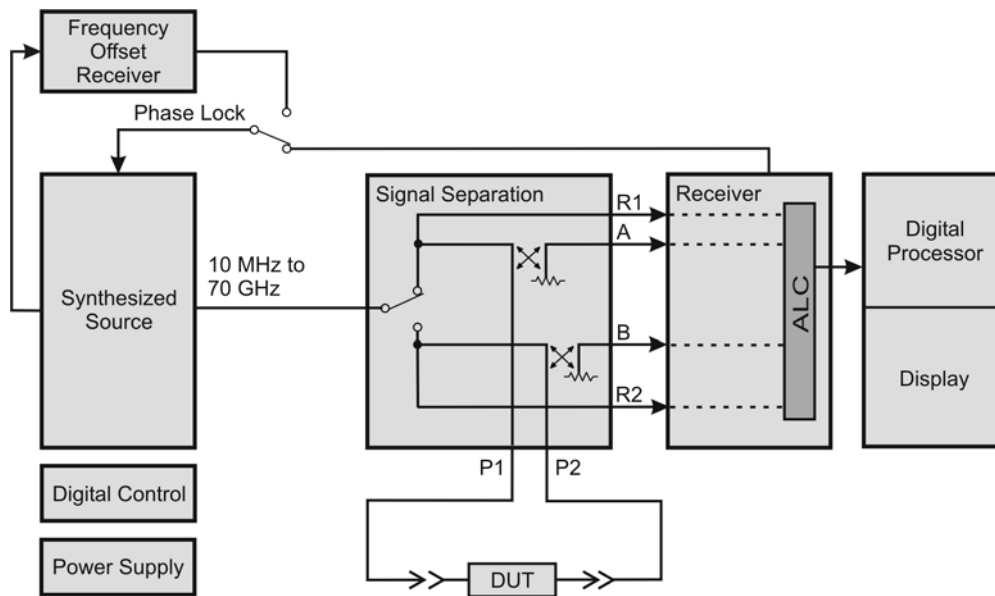 Frequency
Offset
Receiver
Phase Lock
Synthesized
Source
10 MHz to
70 GHz
Signal Separation
R1
A
B
R2
Receiver
ALC
Digital
Processor
Display
P1
P2
Digital Control
Power Supply
DUT